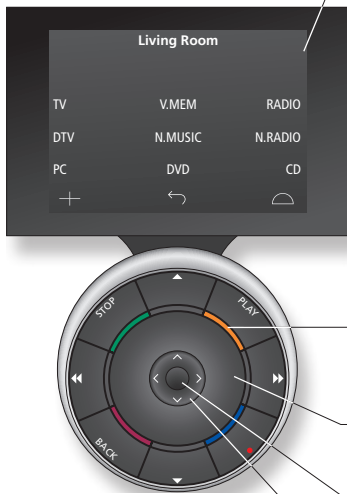 Living Room
TV V.MEM RADIO
DTV N.MUSIC N.RADIO
PC DVD CD
STOP PLAY
BACK